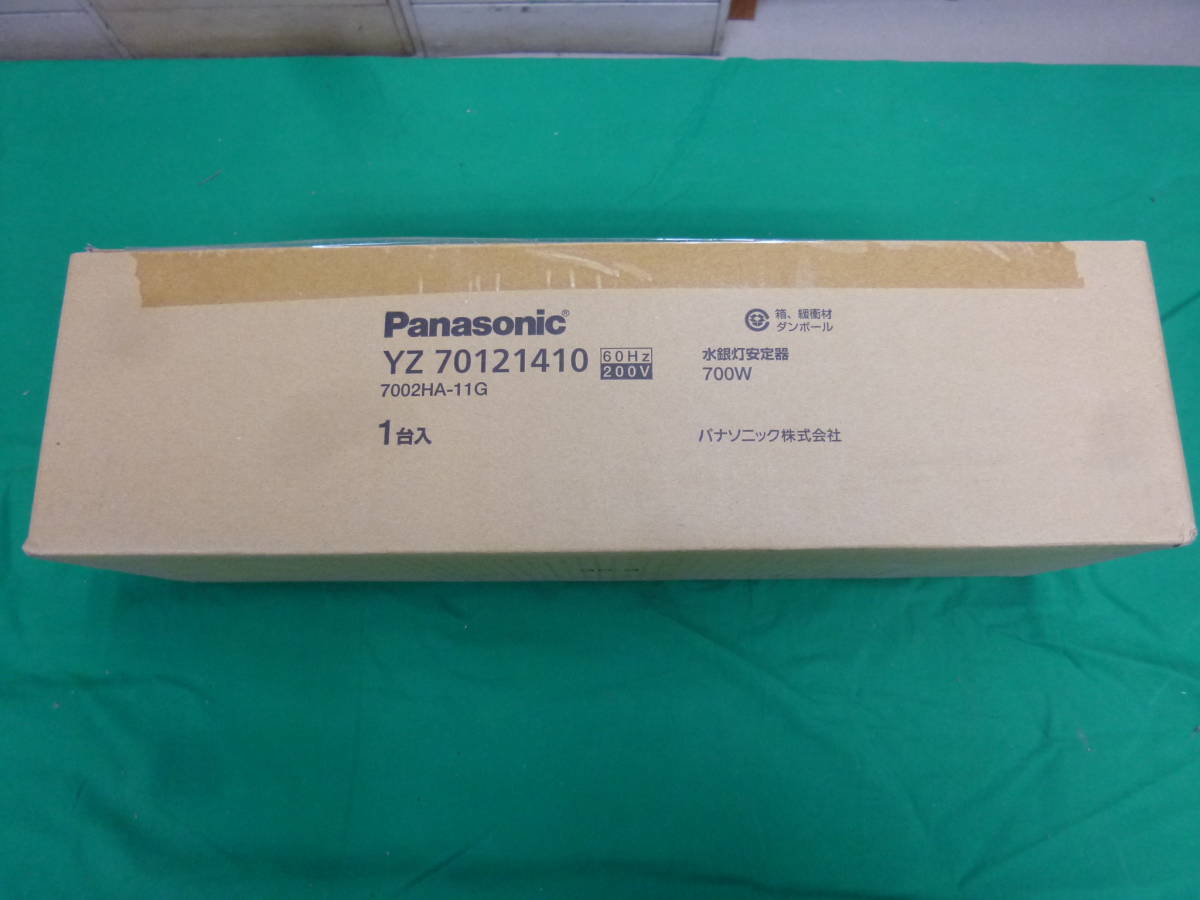 Panasonic®
箱、緩衝材
ダンボール
YZ 70121410
60Hz
200V
水銀灯安定器
700W
7002HA-11G
1台入
パナソニック株式会社